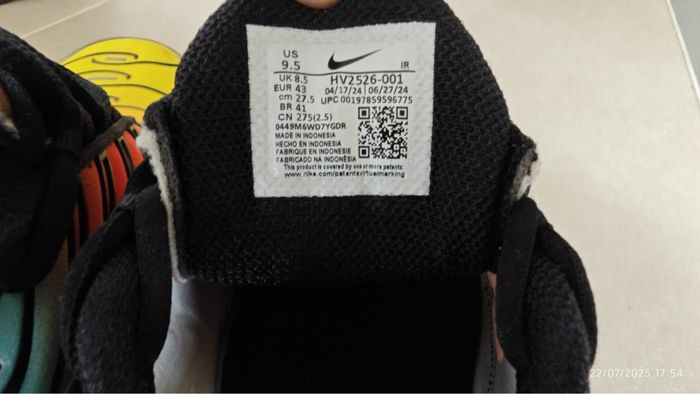 US
9.5 IR
UK 8.5 HV2526-001
EUR 43 04/17/24 06/27/24
cm 27.5 UPC 00197859596775
BR 41
CN 275(2.5)
0449M6WD7YGDR
MADE IN INDONESIA
HECHO EN INDONESIA
FABRIQUE EN INDONESIE
FABRICADO NA INDONÉSIA
This product is covered by one or more patents:
www.nike.com/patentsvirtualmarking
22/07/2025 17:54